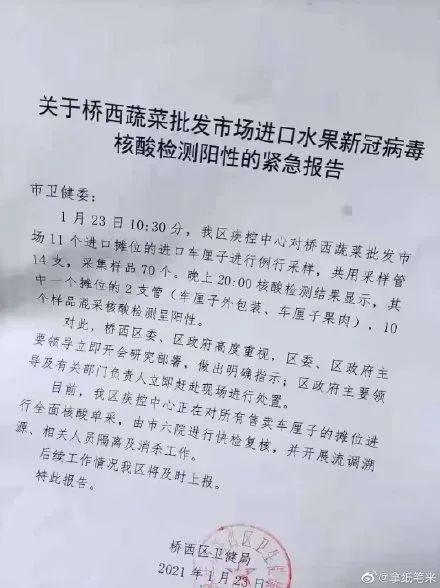 关于桥西蔬菜批发市场进口水果新冠病毒
核酸检测阳性的紧急报告
市卫健委：
1月23日10:30分，我区疾控中心对桥西蔬菜批发市
场11个进口摊位的进口车厘子进行例行采样，共用采样管
14支，采集样品70个。晚上20:00核酸检测结果显示，其
中一个摊位的2支管（车厘子外包装、车厘子果肉），10
个样品混采核酸检测呈阳性。
对此，桥西区委、区政府高度重视，区委、区政府主
要领导立即开会研究部署，做出明确指示；区政府主要领
导及有关部门负责人立即赶赴现场进行处置。
目前，我区疾控中心正在对所有售卖车厘子的摊位进
行全面核酸单采，由市六院进行快检复核，并开展流调溯
源、相关人员隔离及消杀工作。
后续工作情况我区将及时上报。
特此报告。
桥西区卫健局
2021年1月23日
@拿纸笔来